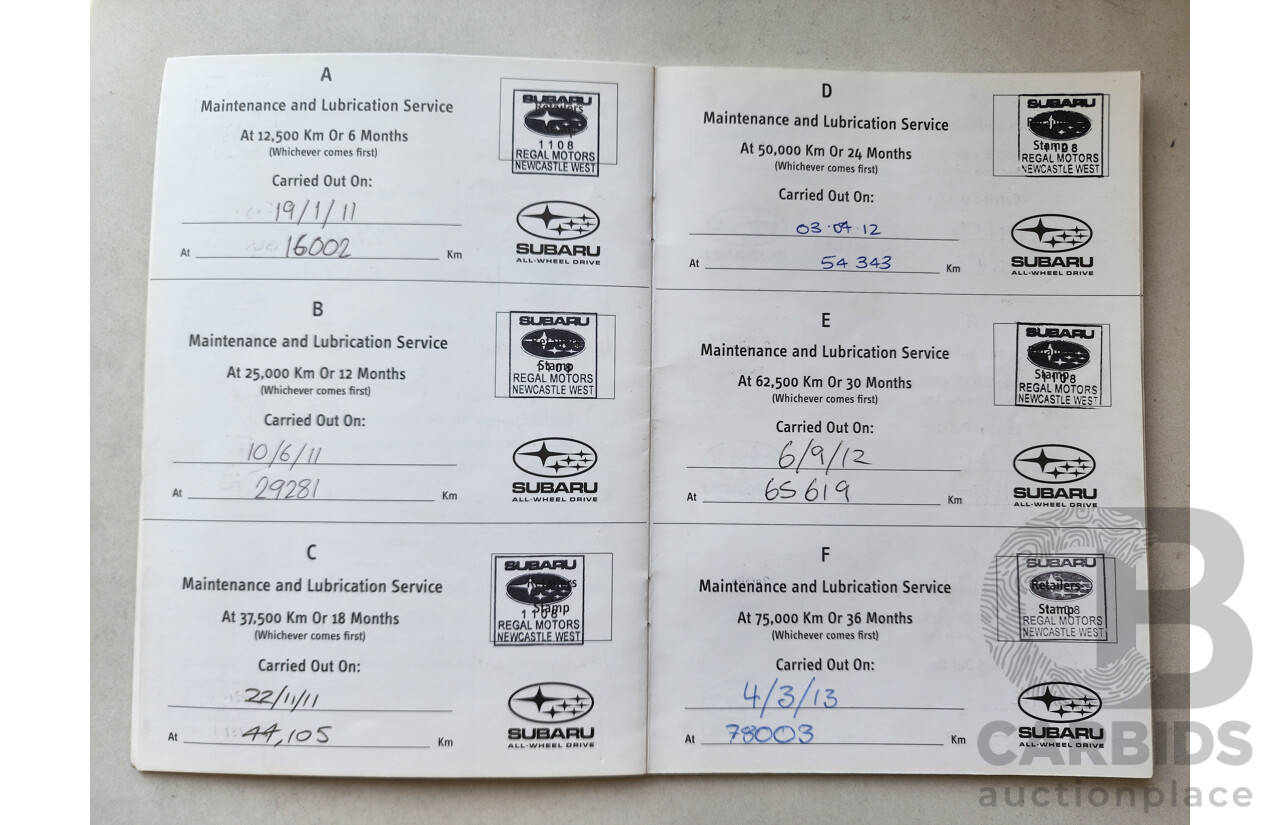 A
Maintenance and Lubrication Service
At 12,500 Km Or 6 Months
(Whichever comes first)
Carried Out On:
19/1/11
At 16002 Km
SUBARU
Retailers
1108
REGAL MOTORS
NEWCASTLE WEST
SUBARU
ALL-WHEEL DRIVE
B
Maintenance and Lubrication Service
At 25,000 Km Or 12 Months
(Whichever comes first)
Carried Out On:
10/6/11
At 29281 Km
SUBARU
Retailers
Stamp
1108
REGAL MOTORS
NEWCASTLE WEST
SUBARU
ALL-WHEEL DRIVE
C
Maintenance and Lubrication Service
At 37,500 Km Or 18 Months
(Whichever comes first)
Carried Out On:
22/11/11
At 44,105 Km
SUBARU
Retailers
Stamp
1108
REGAL MOTORS
NEWCASTLE WEST
SUBARU
ALL-WHEEL DRIVE
D
Maintenance and Lubrication Service
At 50,000 Km Or 24 Months
(Whichever comes first)
Carried Out On:
03·04·12
At 54 343 Km
SUBARU
Stamp
REGAL MOTORS
NEWCASTLE WEST
SUBARU
ALL-WHEEL DRIVE
E
Maintenance and Lubrication Service
At 62,500 Km Or 30 Months
(Whichever comes first)
Carried Out On:
6/9/12
At 65619 Km
SUBARU
Retailers
Stamp
1108
REGAL MOTORS
NEWCASTLE WEST
SUBARU
ALL-WHEEL DRIVE
F
Maintenance and Lubrication Service
At 75,000 Km Or 36 Months
(Whichever comes first)
Carried Out On:
4/3/13
At 78003 Km
SUBARU
Retailers
Stamp
REGAL MOTORS
NEWCASTLE WEST
SUBARU
ALL-WHEEL DRIVE
CARBIDS
auctionplace